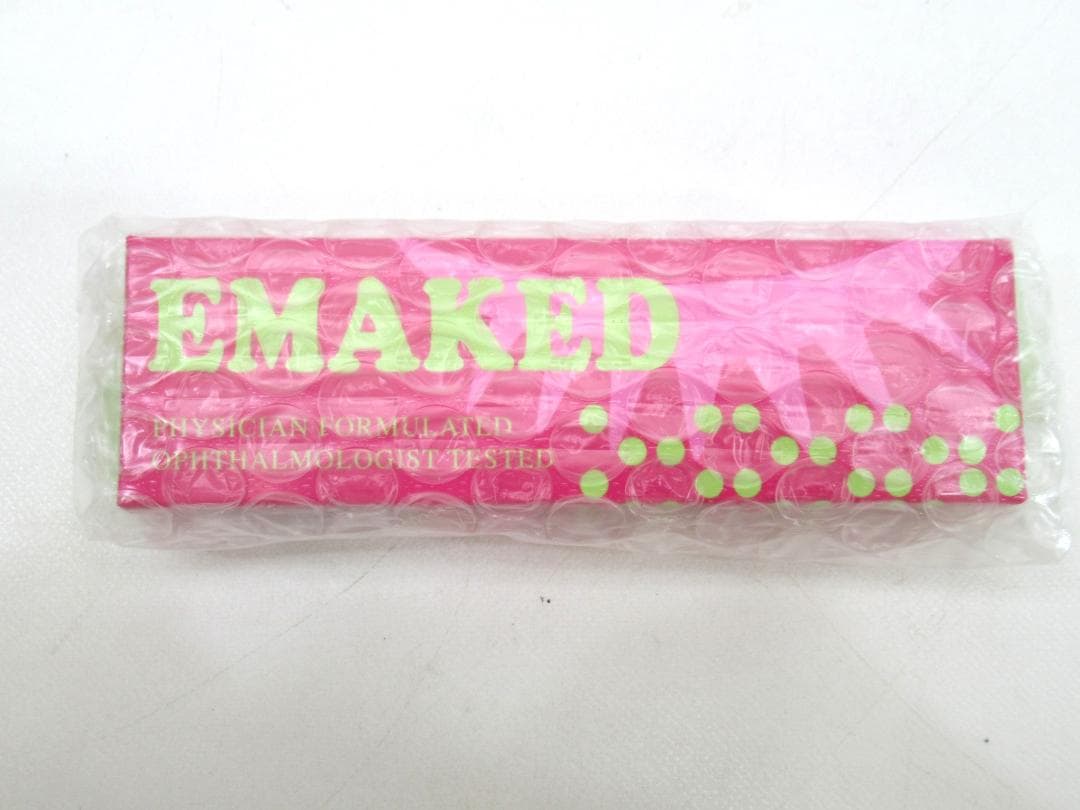 EMAKED
PHYSICIAN FORMULATED
OPHTHALMOLOGIST TESTED